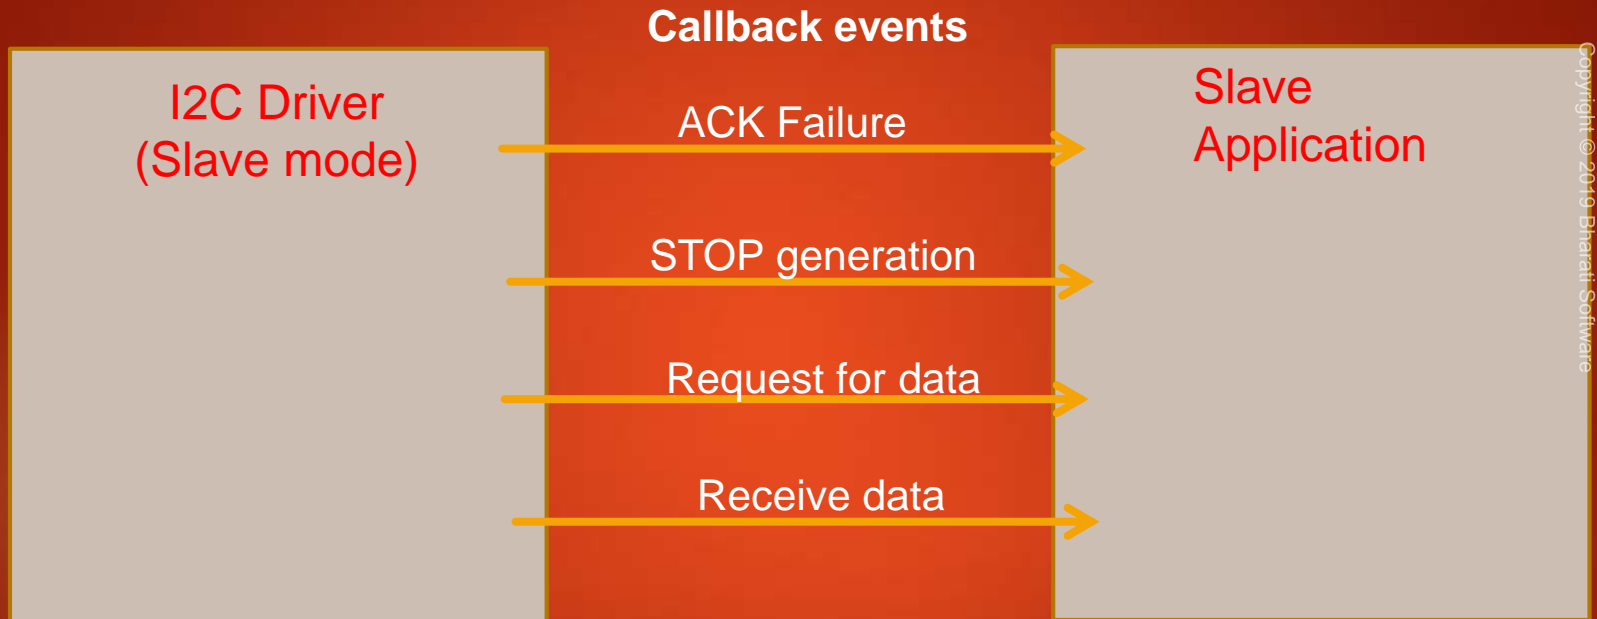 Callback events
I2C Driver
(Slave mode)
ACK Failure
STOP generation
Request for data
Receive data
Slave
Application
Copyright © 2019 Bharati Software